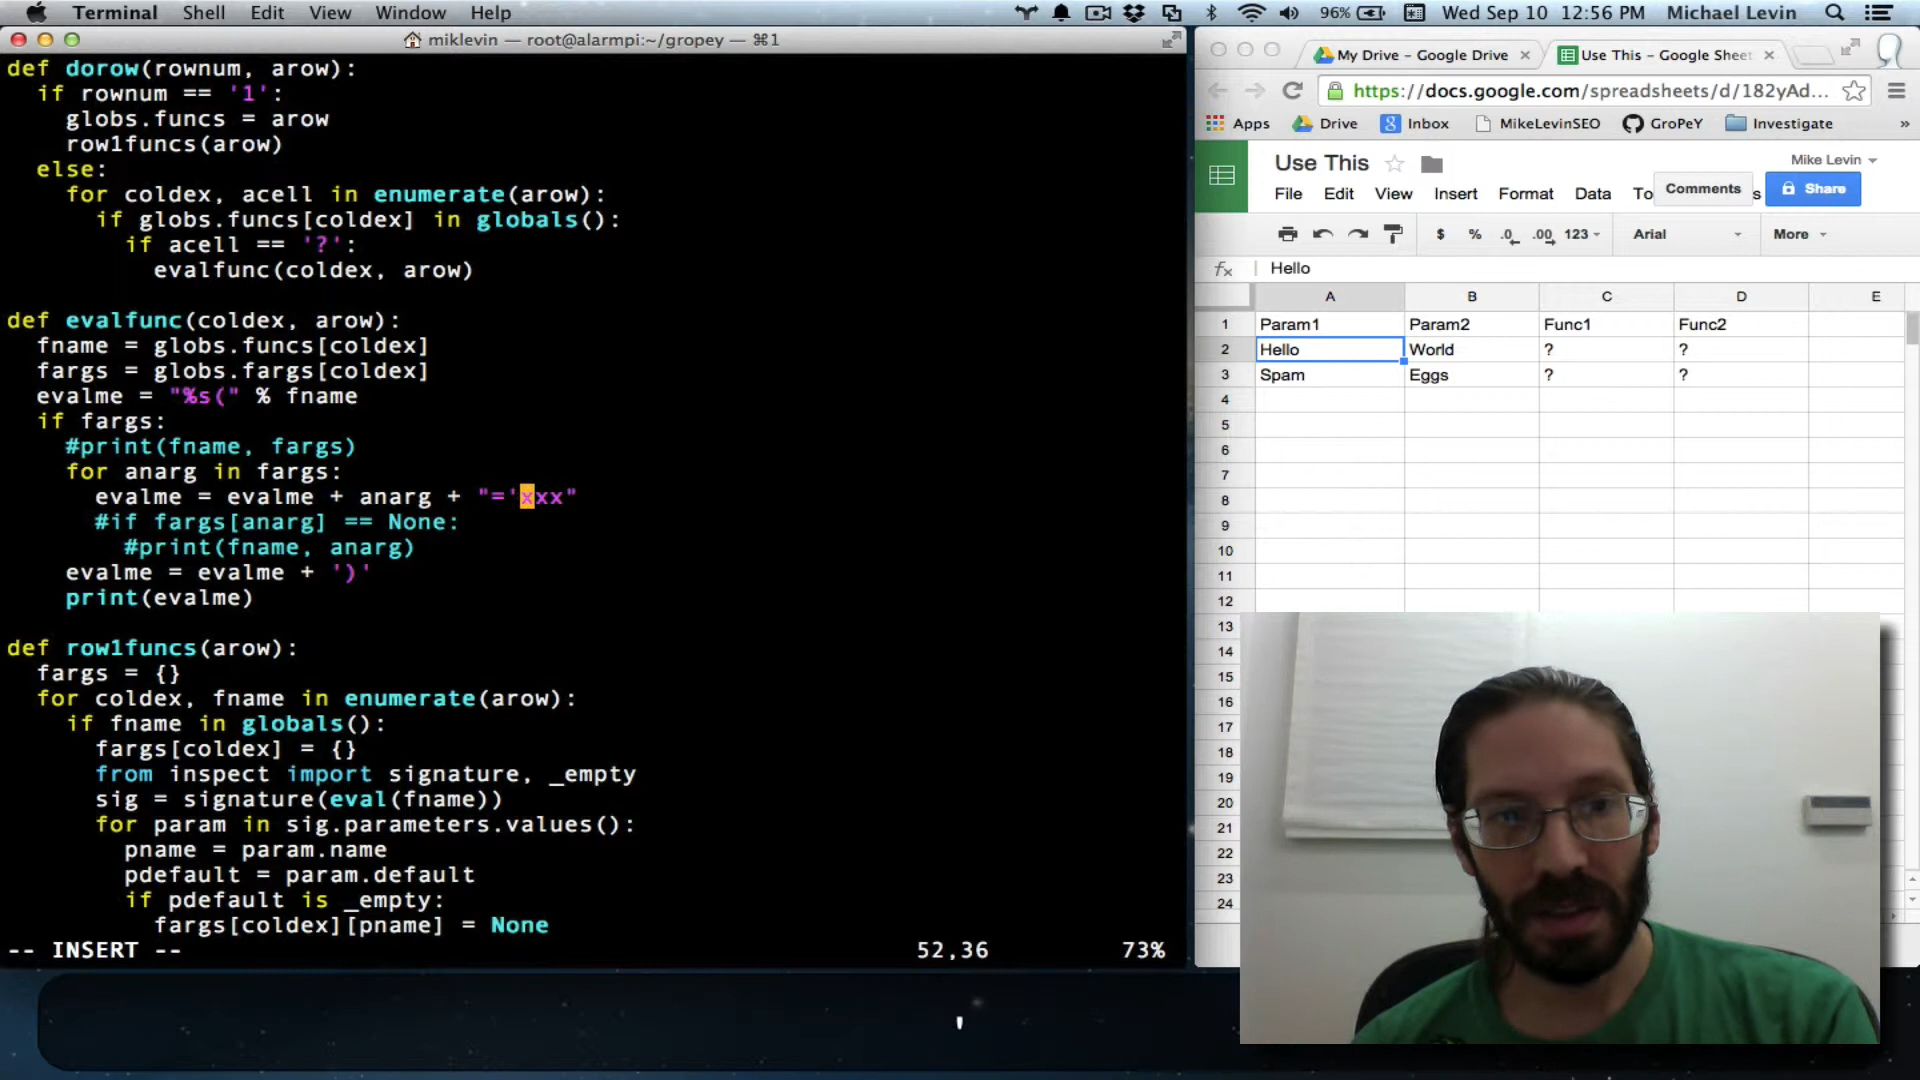 Terminal Shell Edit View Window Help 96% Wed Sep 10 12:56 PM Michael Levin
miklevin — root@alarmpi:~/gropey — ⌘1
def dorow(rownum, arow):
if rownum == '1':
globs.funcs = arow
row1funcs(arow)
else:
for coldex, acell in enumerate(arow):
if globs.funcs[coldex] in globals():
if acell == '?':
evalfunc(coldex, arow)
def evalfunc(coldex, arow):
fname = globs.funcs[coldex]
fargs = globs.fargs[coldex]
evalme = "%s(" % fname
if fargs:
#print(fname, fargs)
for anarg in fargs:
evalme = evalme + anarg + "='xxx"
#if fargs[anarg] == None:
#print(fname, anarg)
evalme = evalme + ')'
print(evalme)
def row1funcs(arow):
fargs = {}
for coldex, fname in enumerate(arow):
if fname in globals():
fargs[coldex] = {}
from inspect import signature, _empty
sig = signature(eval(fname))
for param in sig.parameters.values():
pname = param.name
pdefault = param.default
if pdefault is _empty:
fargs[coldex][pname] = None
-- INSERT -- 52,36 73%
'
My Drive – Google Drive × Use This – Google Sheet ×
https://docs.google.com/spreadsheets/d/182yAd...
Apps Drive 8 Inbox MikeLevinSEO GroPeY Investigate »
Use This Mike Levin
File Edit View Insert Format Data To Comments s Share
$ % .0 .00 123 Arial More
fx Hello
A B C D E
1 Param1 Param2 Func1 Func2
2 Hello World ? ?
3 Spam Eggs ? ?
4
5
6
7
8
9
10
11
12
13
14
15
16
17
18
19
20
21
22
23
24